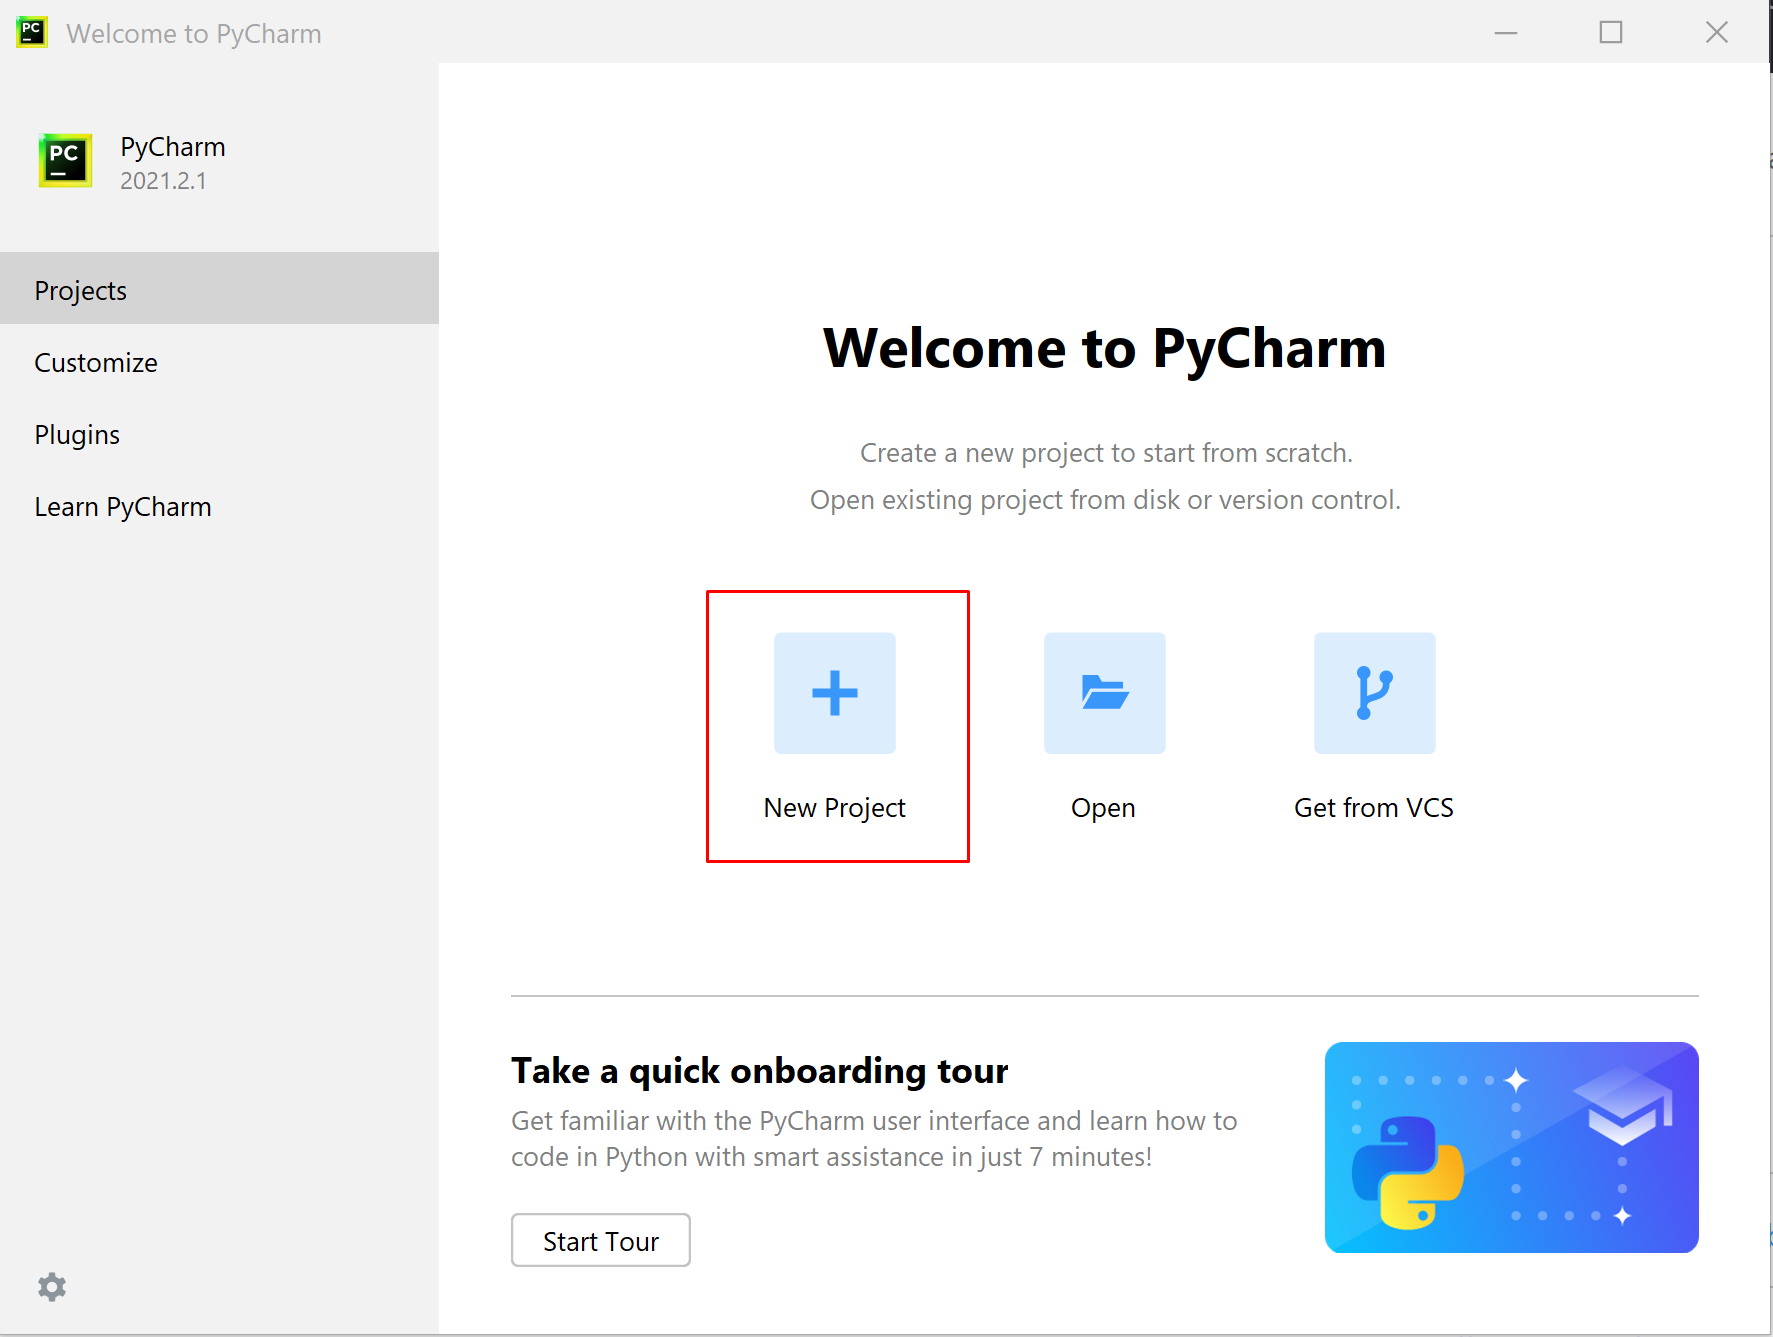 PC
Welcome to PyCharm
PC
PyCharm
2021.2.1
Projects
Customize
Plugins
Learn PyCharm
Welcome to PyCharm
Create a new project to start from scratch.
Open existing project from disk or version control.
New Project
Open
Get from VCS
Take a quick onboarding tour
Get familiar with the PyCharm user interface and learn how to
code in Python with smart assistance in just 7 minutes!
Start Tour